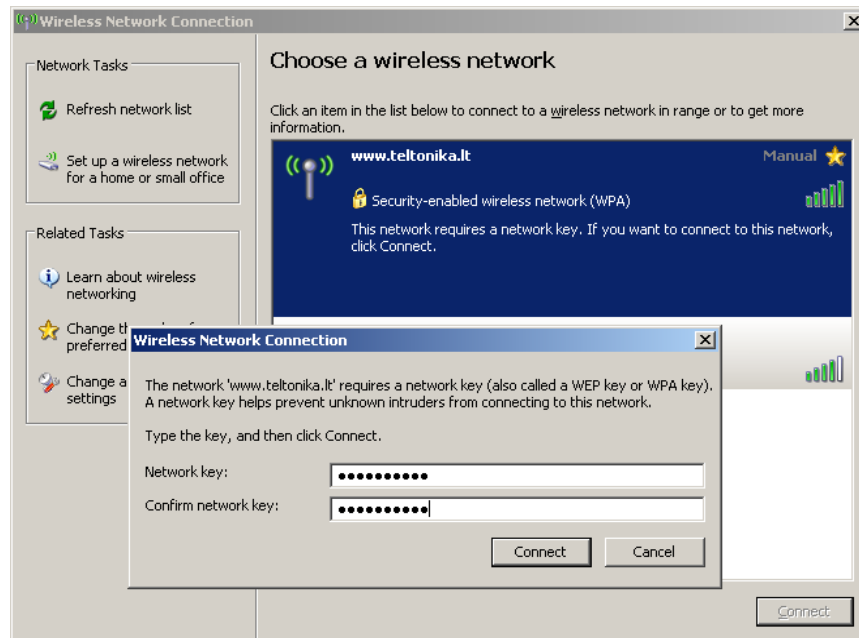 Wireless Network Connection
Network Tasks
Refresh network list
Set up a wireless network
for a home or small office
Related Tasks
Learn about wireless
networking
Change
preferred
Change a
settings
Choose a wireless network
Click an item in the list below to connect to a wireless network in range or to get more
information.
www.teltonika.lt
Manual
Security-enabled wireless network (WPA)
This network requires a network key. If you want to connect to this network,
click Connect.
Wireless Network Connection
The network 'www.teltonika.lt' requires a network key (also called a WEP key or WPA key).
A network key helps prevent unknown intruders from connecting to this network.
Type the key, and then click Connect.
Network key:
●●●●●●●●●●
Confirm network key:
●●●●●●●●●●
Connect
Cancel
Connect